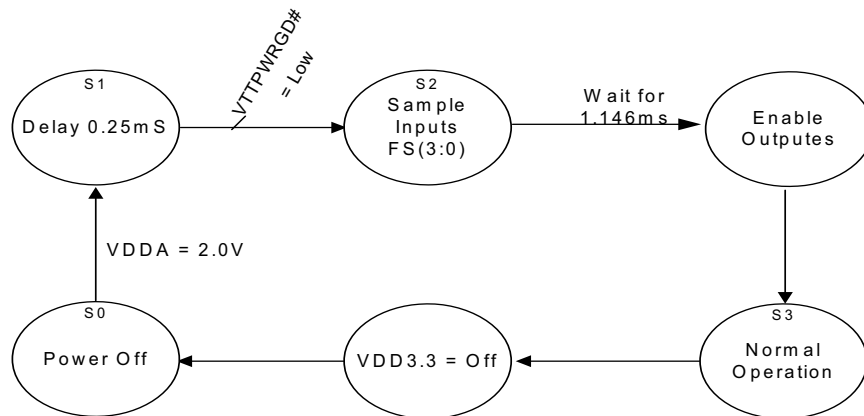 S1
Delay 0.25mS
VTTPWRGD#
= Low
S2
Sample
Inputs
FS(3:0)
Wait for
1.146ms
Enable
Outputes
VDDA = 2.0V
S0
Power Off
VDD3.3 = Off
S3
Normal
Operation